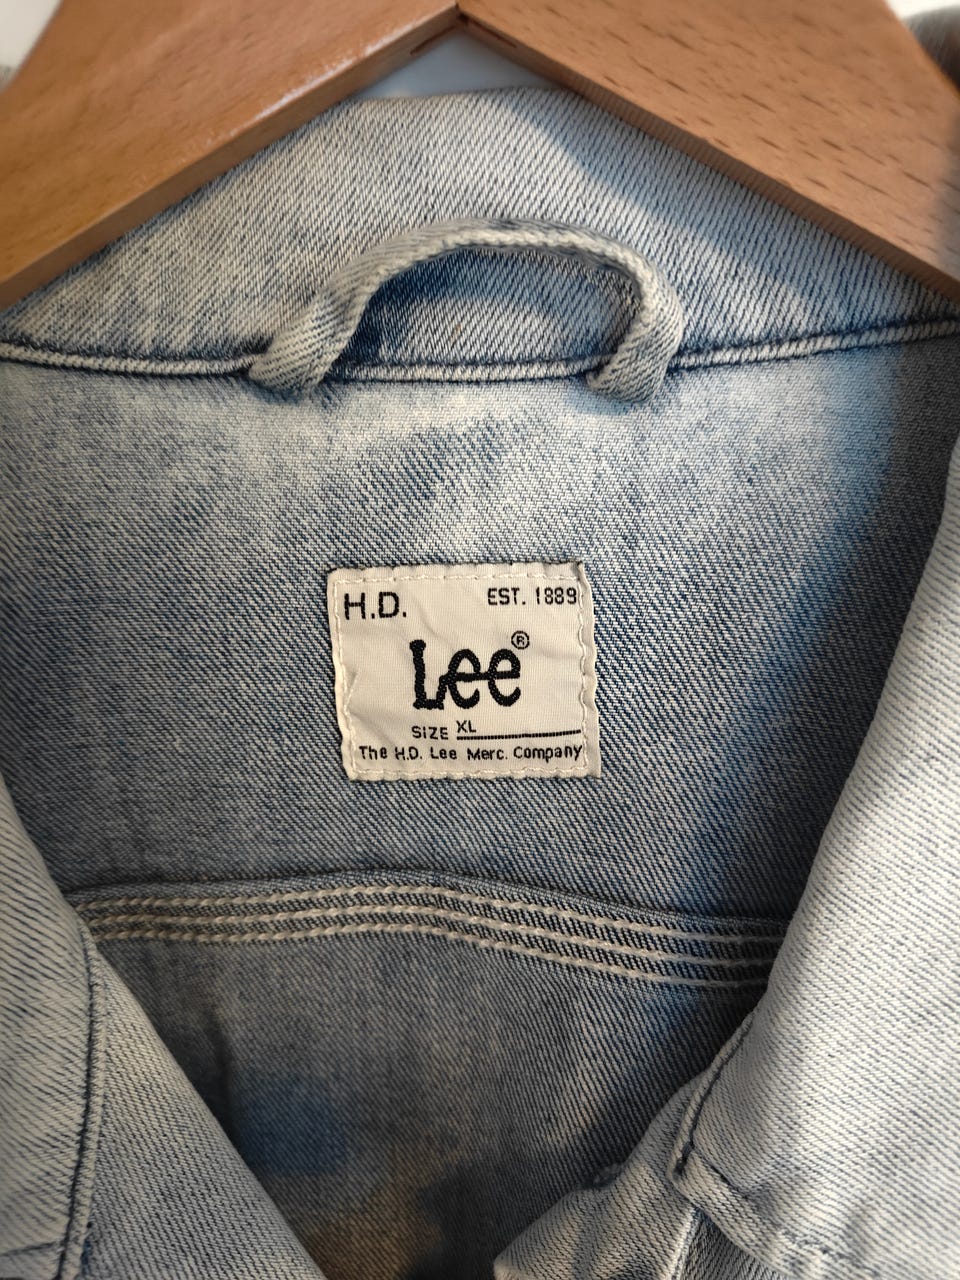 H.D. EST. 1889
Lee®
SIZE XL
The H.D. Lee Merc. Company